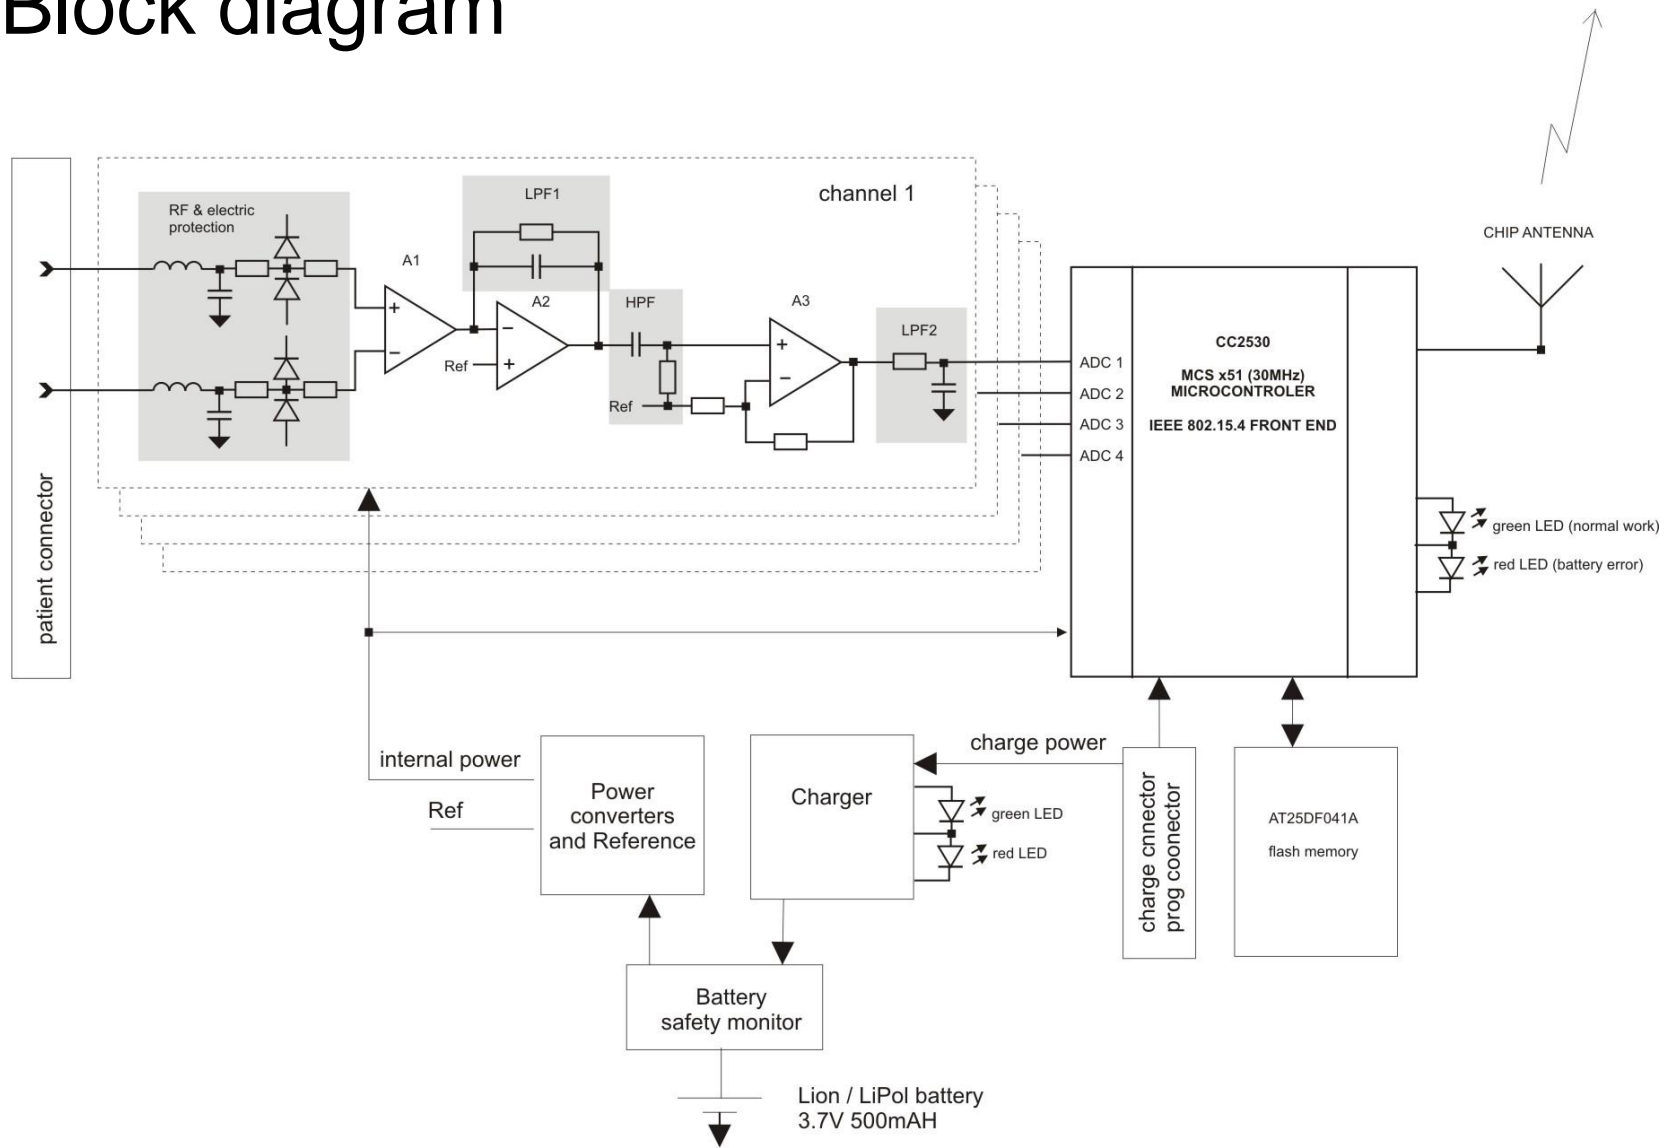 Block diagram
channel 1
RF & electric
protection
LPF1
A1
A2
HPF
A3
LPF2
Ref
Ref
+
−
−
+
+
−
patient connector
ADC 1
ADC 2
ADC 3
ADC 4
CC2530
MCS x51 (30MHz)
MICROCONTROLER
IEEE 802.15.4 FRONT END
CHIP ANTENNA
green LED (normal work)
red LED (battery error)
internal power
Ref
Power
converters
and Reference
Charger
charge power
green LED
red LED
charge cnnector
prog coonector
AT25DF041A
flash memory
Battery
safety monitor
Lion / LiPol battery
3.7V 500mAH